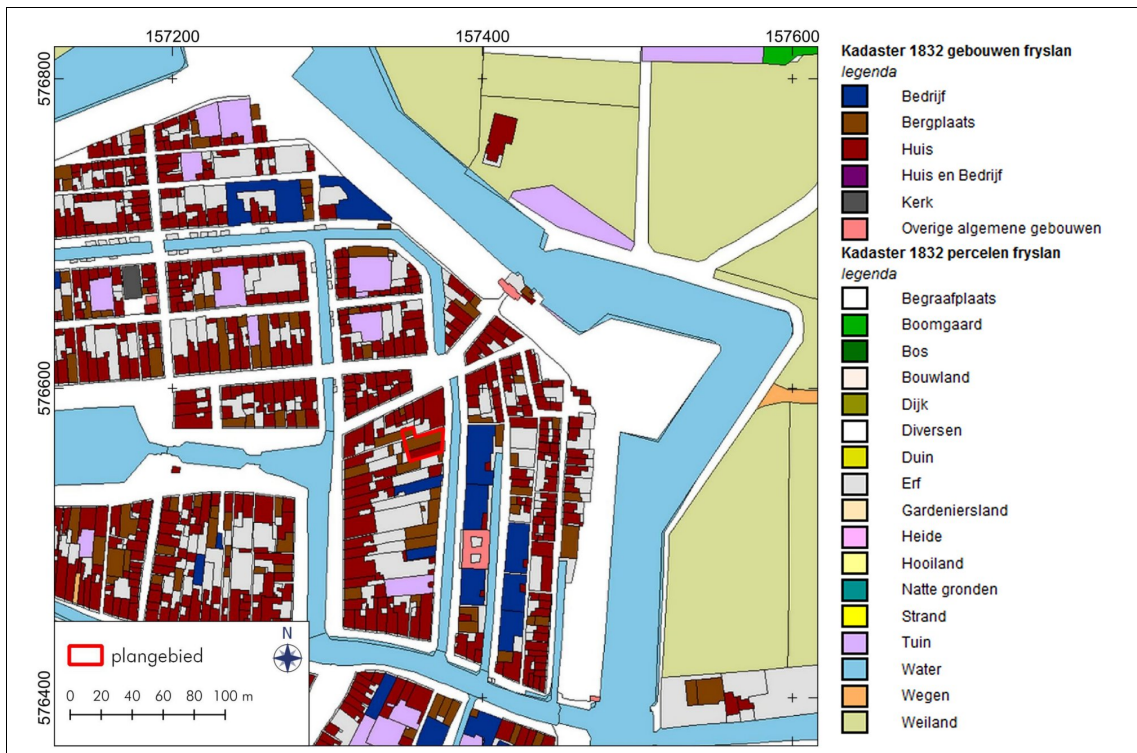 157200 157400 157600
576800
576600
576400
plangebied
N
0 20 40 60 80 100 m
Kadaster 1832 gebouwen fryslan
legenda
Bedrijf
Bergplaats
Huis
Huis en Bedrijf
Kerk
Overige algemene gebouwen
Kadaster 1832 percelen fryslan
legenda
Begraafplaats
Boomgaard
Bos
Bouwland
Dijk
Diversen
Duin
Erf
Gardeniersland
Heide
Hooiland
Natte gronden
Strand
Tuin
Water
Wegen
Weiland